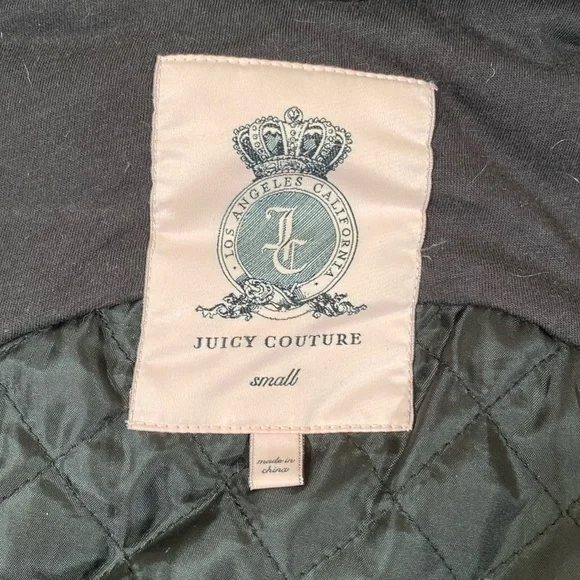 · LOS ANGELES CALIFORNIA ·
JC
JUICY COUTURE
small
made in
china